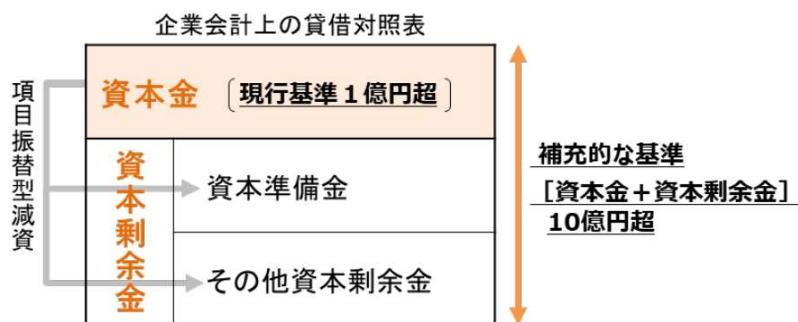 企業会計上の貸借対照表
項目振替型減資
資本金 〔現行基準１億円超〕
資本剰余金
資本準備金
その他資本剰余金
補充的な基準
［資本金＋資本剰余金］
10億円超